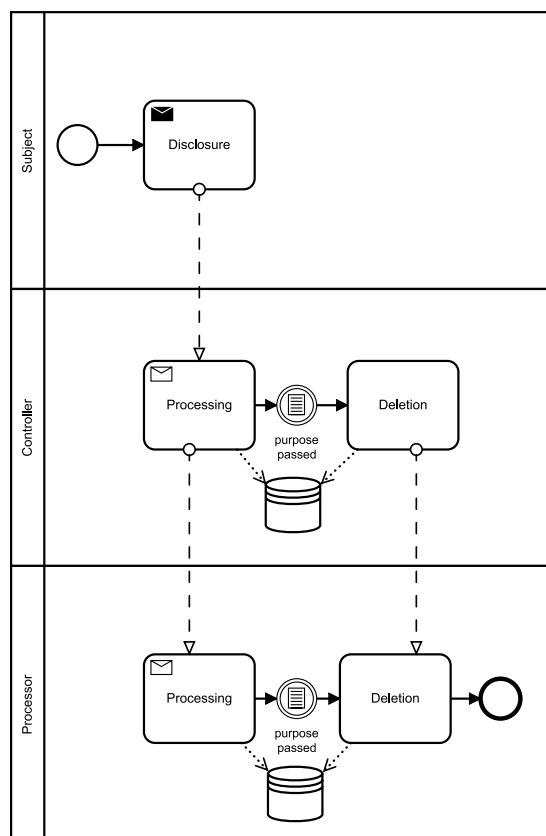 Subject
Disclosure
Controller
Processing
Deletion
purpose
passed
Processor
Processing
Deletion
purpose
passed